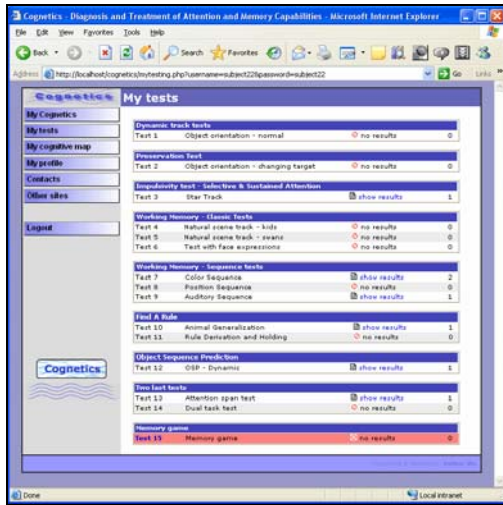 Cognetics - Diagnosis and Treatment of Attention and Memory Capabilities - Microsoft Internet Explorer
File Edit View Favorites Tools Help
Back Search Favorites
Address http://localhost/cognetics/mytesting.php?username=subject22&password=subject22 Go Links
Cognetics My tests
My Cognetics
My tests
My cognitive map
My profile
Contacts
Other sites
Logout
Cognetics
Dynamic track tests
Test 1 Object orientation - normal no results 0
Preservation Test
Test 2 Object orientation - changing target no results 0
Impulsivity test - Selective & Sustained Attention
Test 3 Star Track show results 1
Working Memory - Classic Tests
Test 4 Natural scene track - kids no results 0
Test 5 Natural scene track - swans no results 0
Test 6 Test with face expressions no results 0
Working Memory - Sequence tests
Test 7 Color Sequence show results 2
Test 8 Position Sequence no results 0
Test 9 Auditory Sequence show results 1
Find A Rule
Test 10 Animal Generalization show results 1
Test 11 Rule Derivation and Holding no results 0
Object Sequence Prediction
Test 12 OSP - Dynamic show results 1
Two last tests
Test 13 Attention span test show results 1
Test 14 Dual task test no results 0
Memory game
Test 15 Memory game no results 0
Done Local intranet